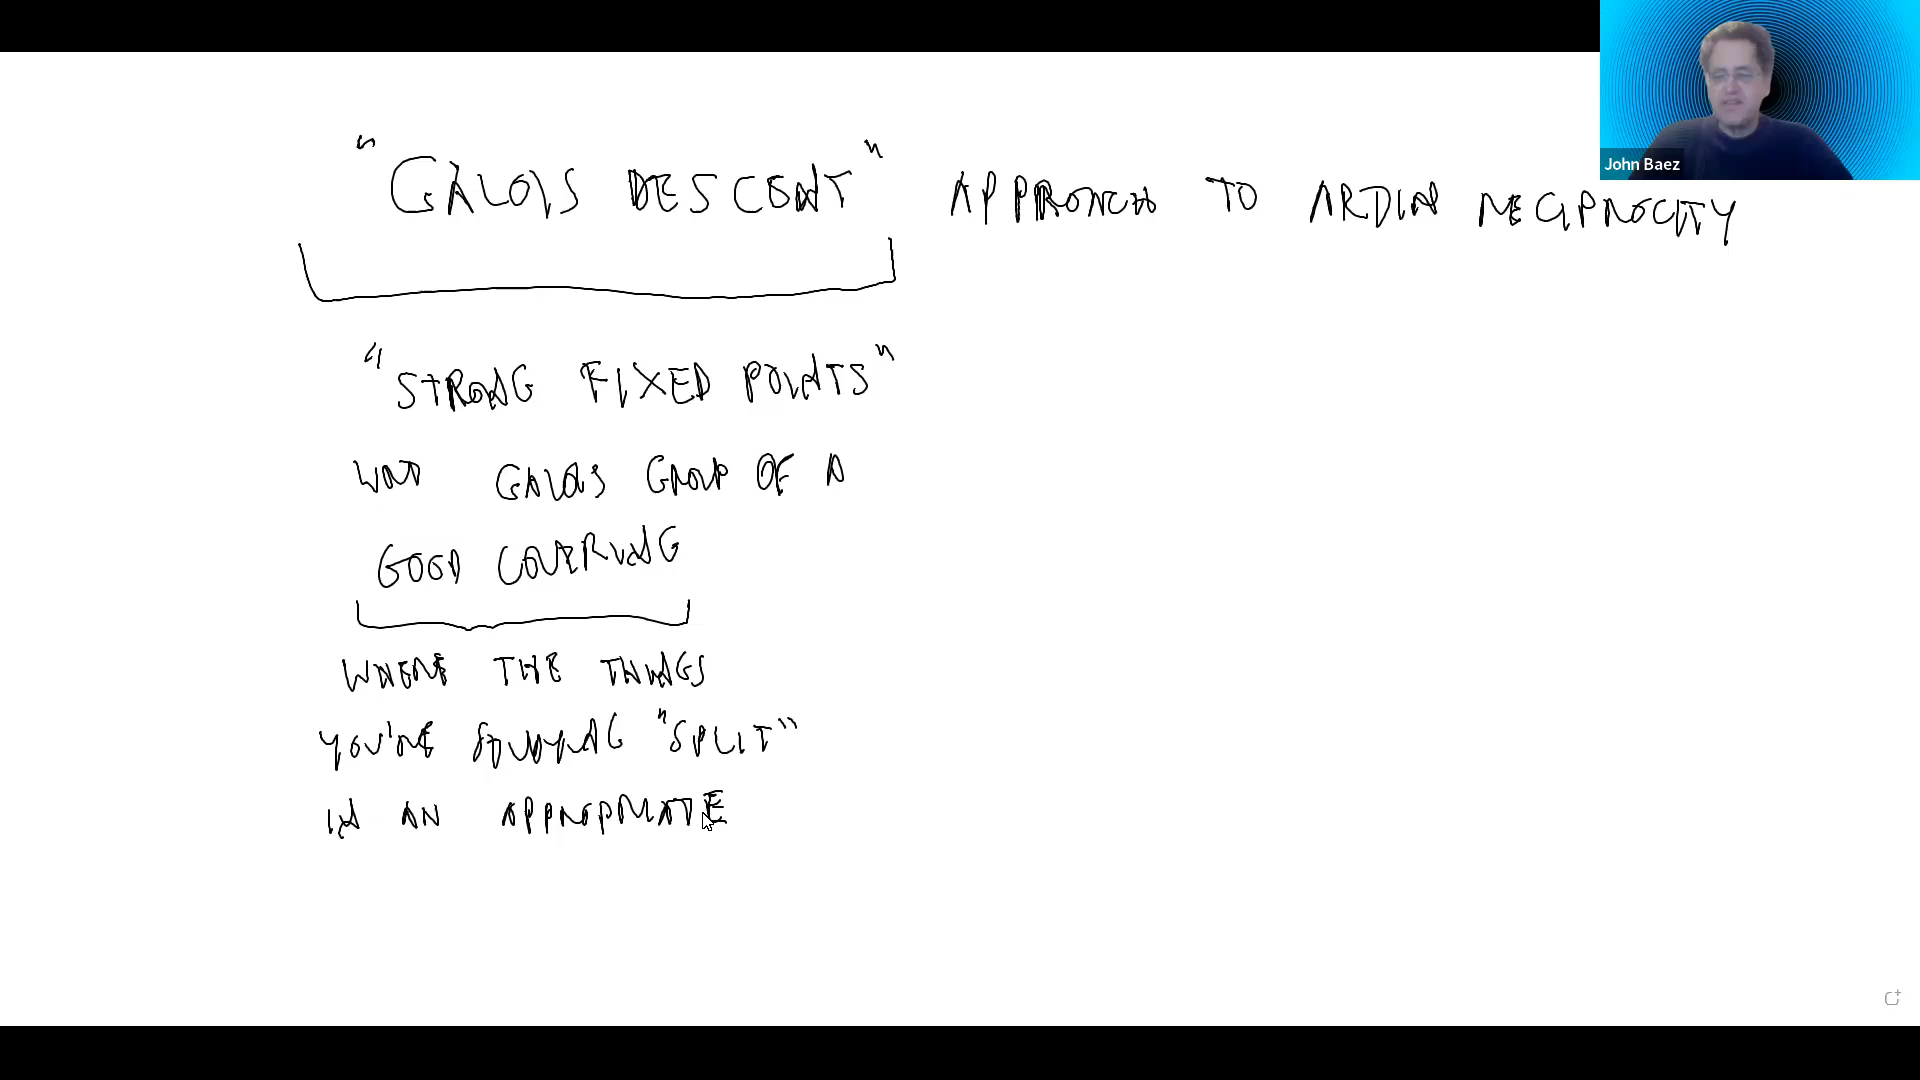 "GALOIS DESCENT" APPROACH TO ARTIN RECIPROCITY
"STRONG FIXED POINTS"
WRT GALOIS GROUP OF A
GOOD COVERING
WHERE THE THINGS
YOU'RE STUDYING "SPLIT"
IN AN APPROPRIATE
John Baez